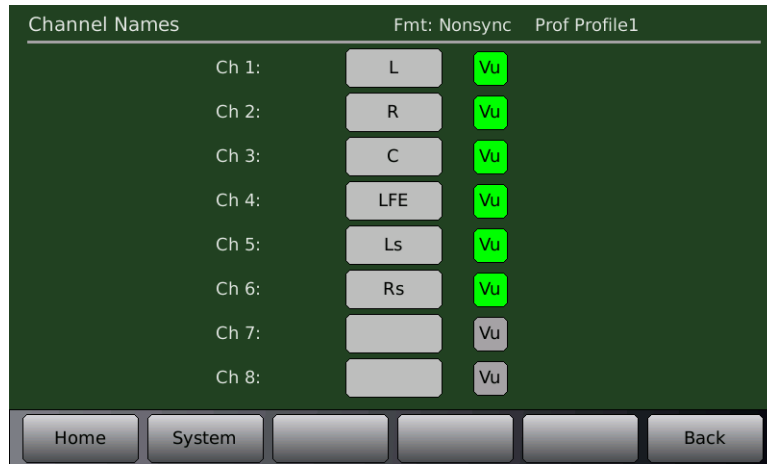 Channel Names Fmt: Nonsync Prof Profile1
Ch 1: L Vu
Ch 2: R Vu
Ch 3: C Vu
Ch 4: LFE Vu
Ch 5: Ls Vu
Ch 6: Rs Vu
Ch 7: Vu
Ch 8: Vu
Home System Back